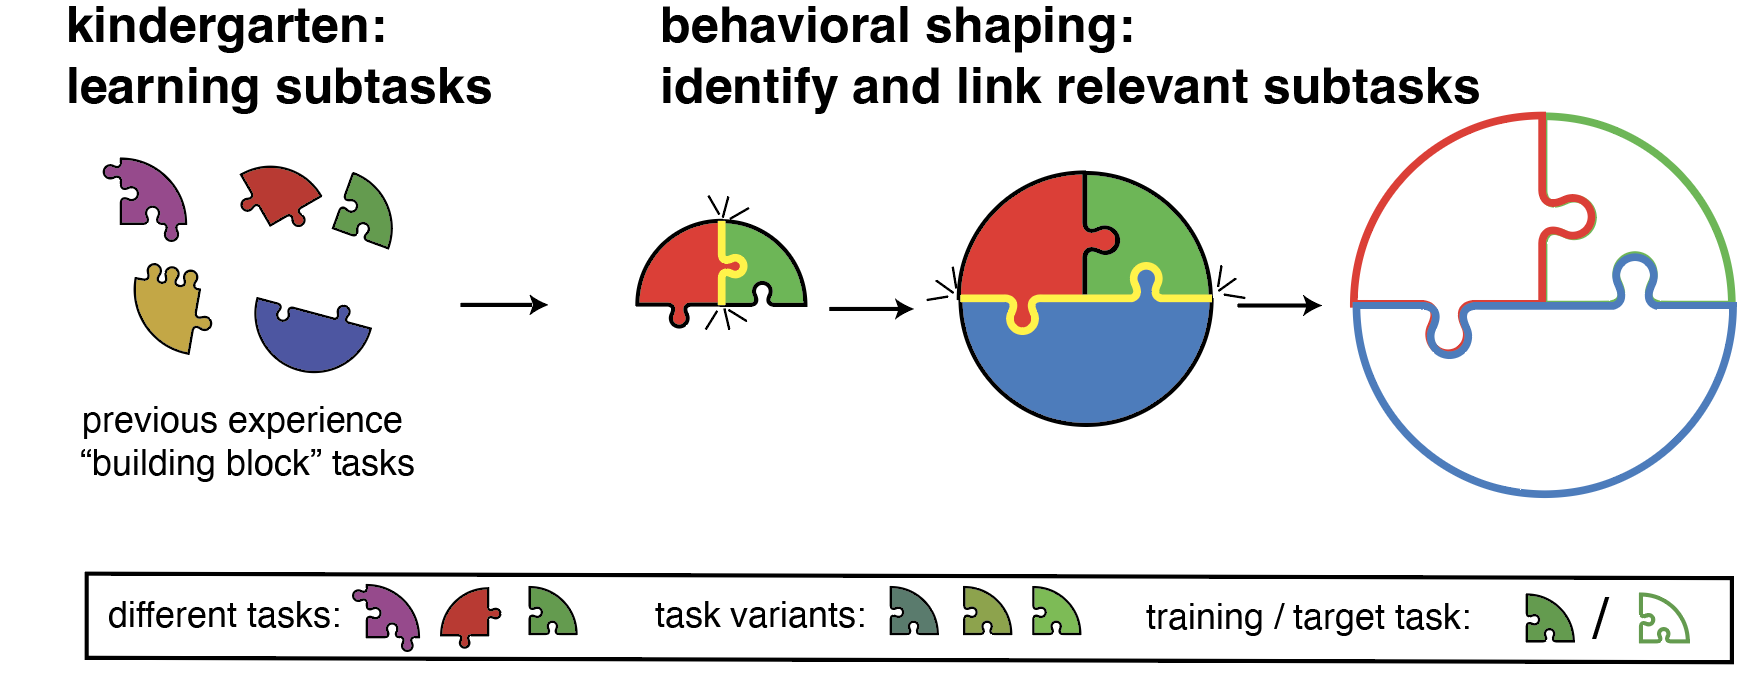 kindergarten:
learning subtasks
behavioral shaping:
identify and link relevant subtasks
previous experience
“building block” tasks
different tasks:
task variants:
training / target task:
/